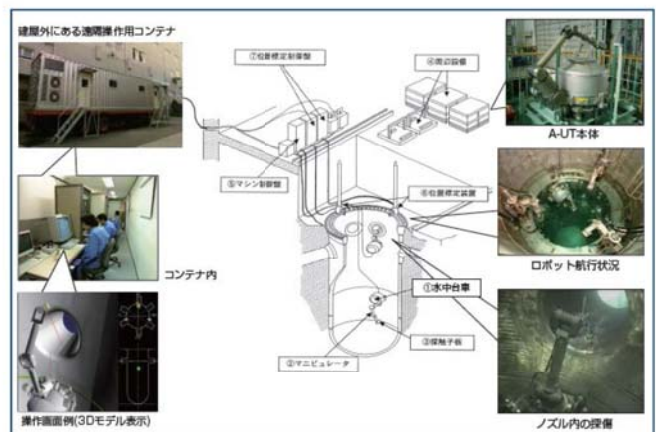 建屋外にある遠隔操作用コンテナ
⑦位置標定制御盤
④周辺設備
A-UT本体
⑤マシン制御盤
⑥位置標定装置
ロボット航行状況
コンテナ内
①水中台車
③探触子板
②マニピュレータ
操作画面例(3Dモデル表示)
ノズル内の探傷